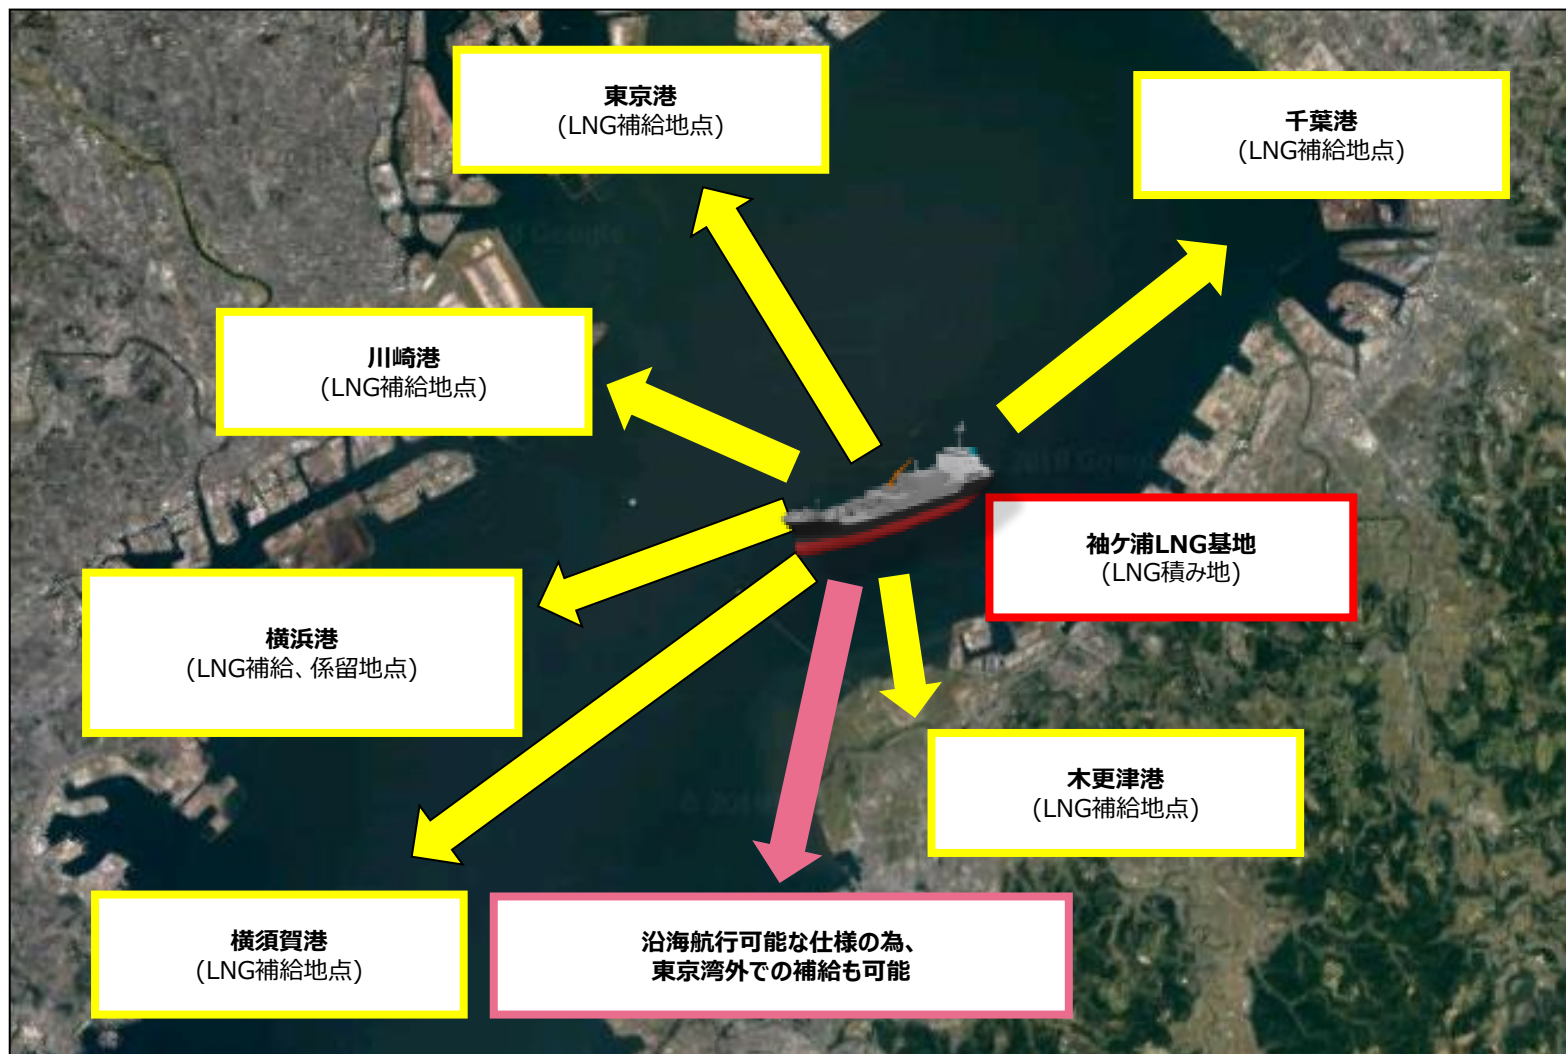 東京港
(LNG補給地点)
千葉港
(LNG補給地点)
川崎港
(LNG補給地点)
袖ケ浦LNG基地
(LNG積み地)
横浜港
(LNG補給、係留地点)
木更津港
(LNG補給地点)
横須賀港
(LNG補給地点)
沿海航行可能な仕様の為、
東京湾外での補給も可能